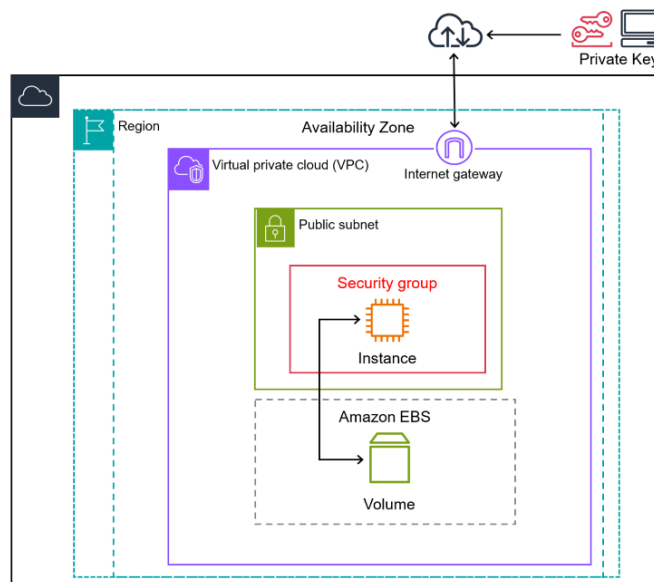 Private Key
Region
Availability Zone
Virtual private cloud (VPC)
Internet gateway
Public subnet
Security group
Instance
Amazon EBS
Volume